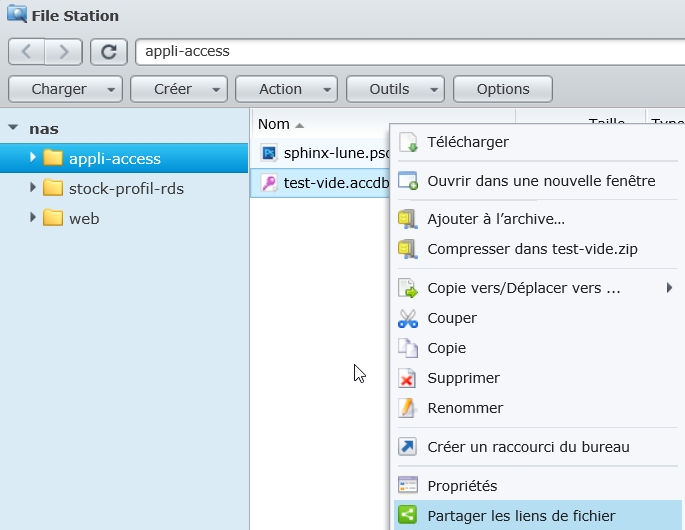 File Station
appli-access
Charger
Créer
Action
Outils
Options
nas
appli-access
stock-profil-rds
web
Nom
Taille
Type
sphinx-lune.psd
test-vide.accdb
Télécharger
Ouvrir dans une nouvelle fenêtre
Ajouter à l’archive...
Compresser dans test-vide.zip
Copie vers/Déplacer vers ...
Couper
Copie
Supprimer
Renommer
Créer un raccourci du bureau
Propriétés
Partager les liens de fichier